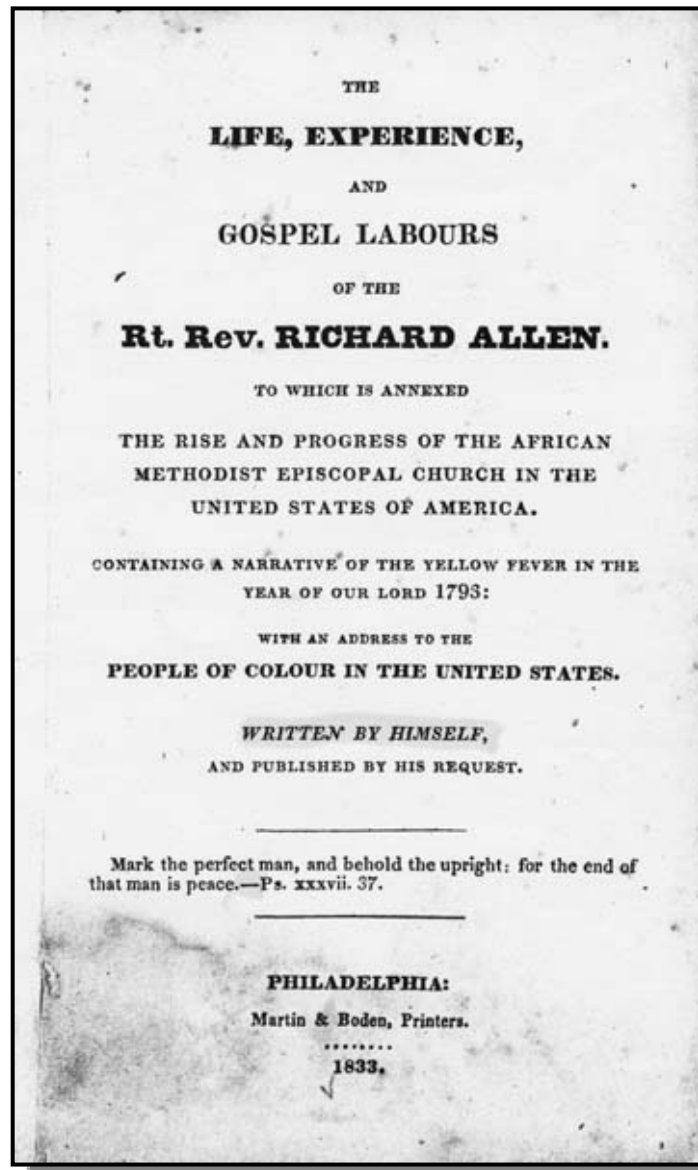 THE
LIFE, EXPERIENCE,
AND
GOSPEL LABOURS
OF THE
Rt. Rev. RICHARD ALLEN.
TO WHICH IS ANNEXED
THE RISE AND PROGRESS OF THE AFRICAN
METHODIST EPISCOPAL CHURCH IN THE
UNITED STATES OF AMERICA.
CONTAINING A NARRATIVE OF THE YELLOW FEVER IN THE
YEAR OF OUR LORD 1793:
WITH AN ADDRESS TO THE
PEOPLE OF COLOUR IN THE UNITED STATES.
WRITTEN BY HIMSELF,
AND PUBLISHED BY HIS REQUEST.
Mark the perfect man, and behold the upright: for the end of
that man is peace.—Ps. xxxvii. 37.
PHILADELPHIA:
Martin & Boden, Printers.
1833.